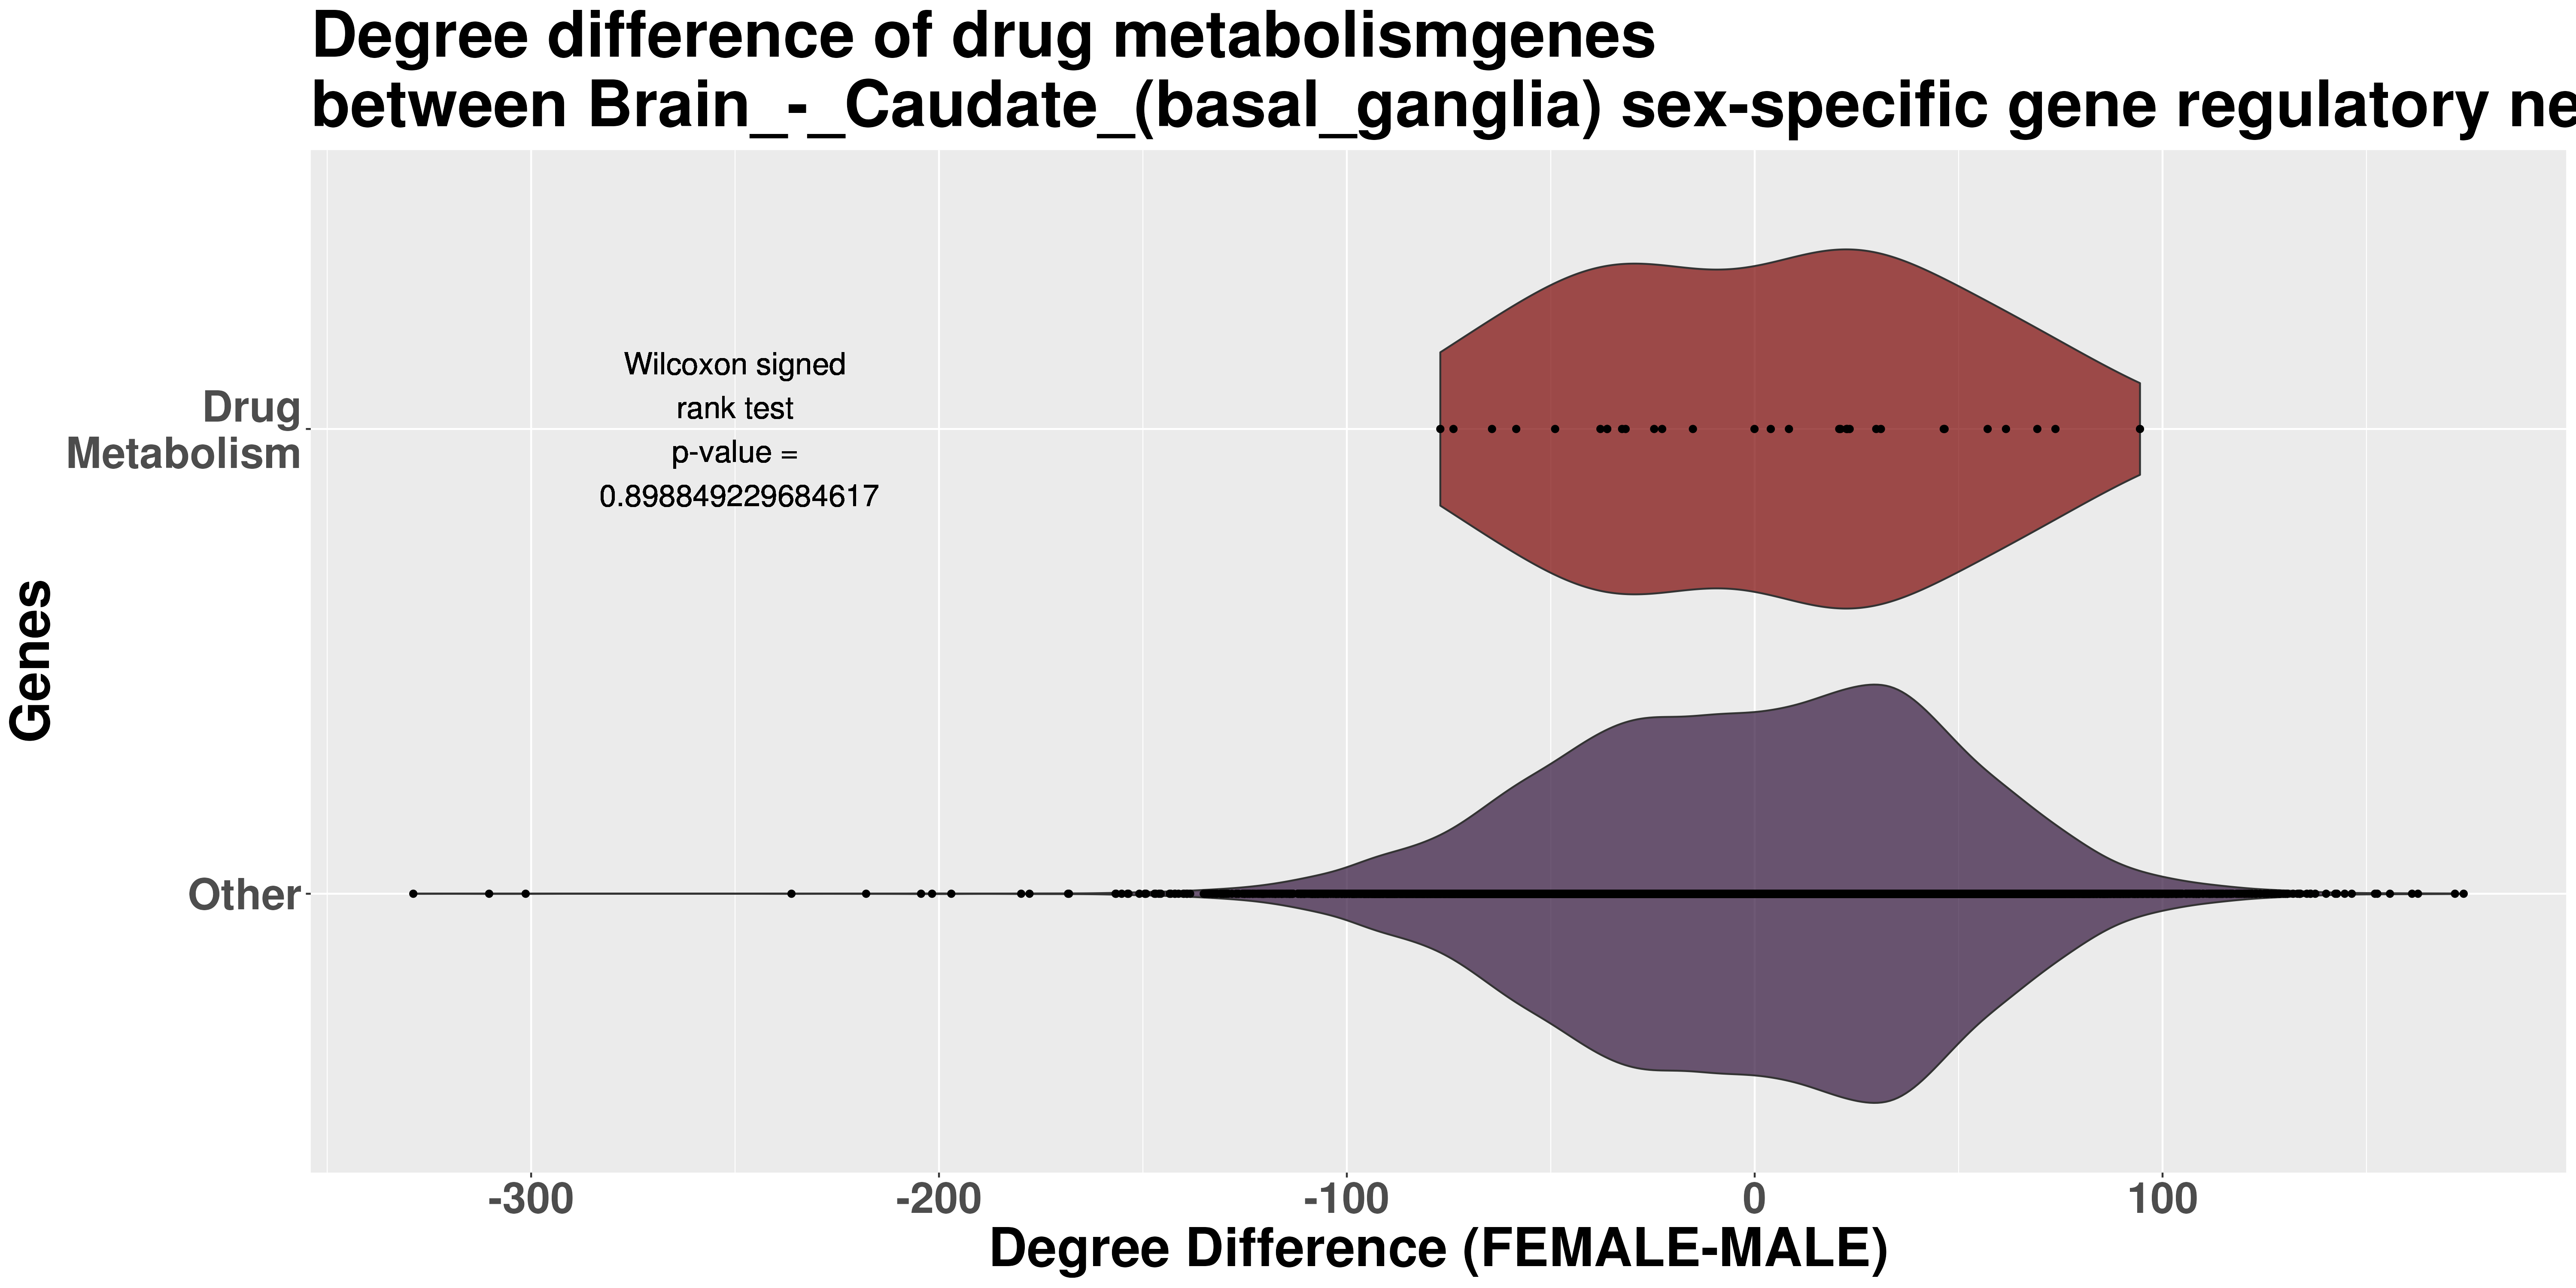 Degree difference of drug metabolismgenes
between Brain_-_Caudate_(basal_ganglia) sex-specific gene regulatory ne
Wilcoxon signed
rank test
p-value =
0.898849229684617
Drug
Metabolism
Other
Genes
-300
-200
-100
0
100
Degree Difference (FEMALE-MALE)